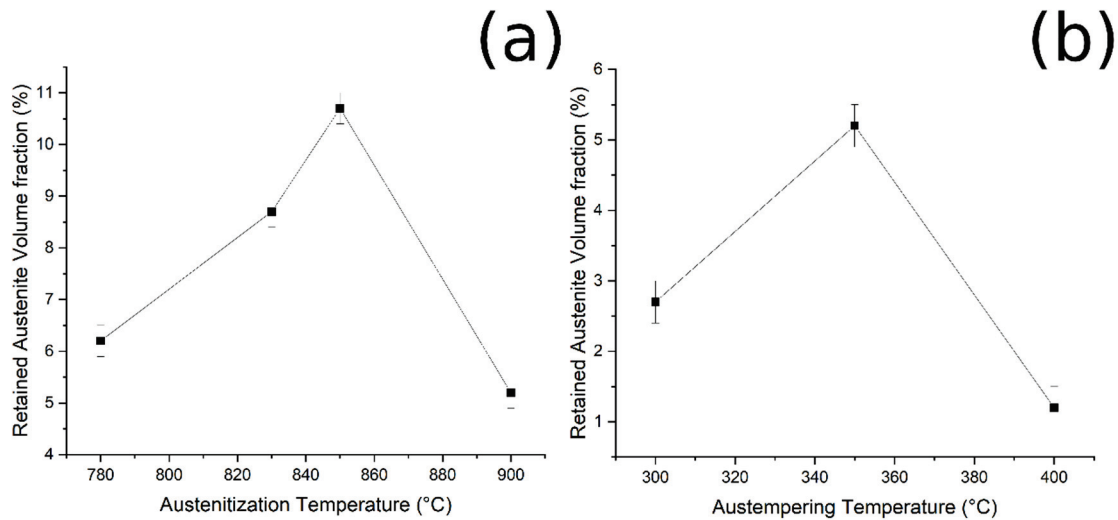 (a)
Retained Austenite Volume fraction (%)
11
10
9
8
7
6
5
4
780 800 820 840 860 880 900
Austenitization Temperature (°C)
(b)
Retained Austenite Volume fraction (%)
6
5
4
3
2
1
300 320 340 360 380 400
Austempering Temperature (°C)